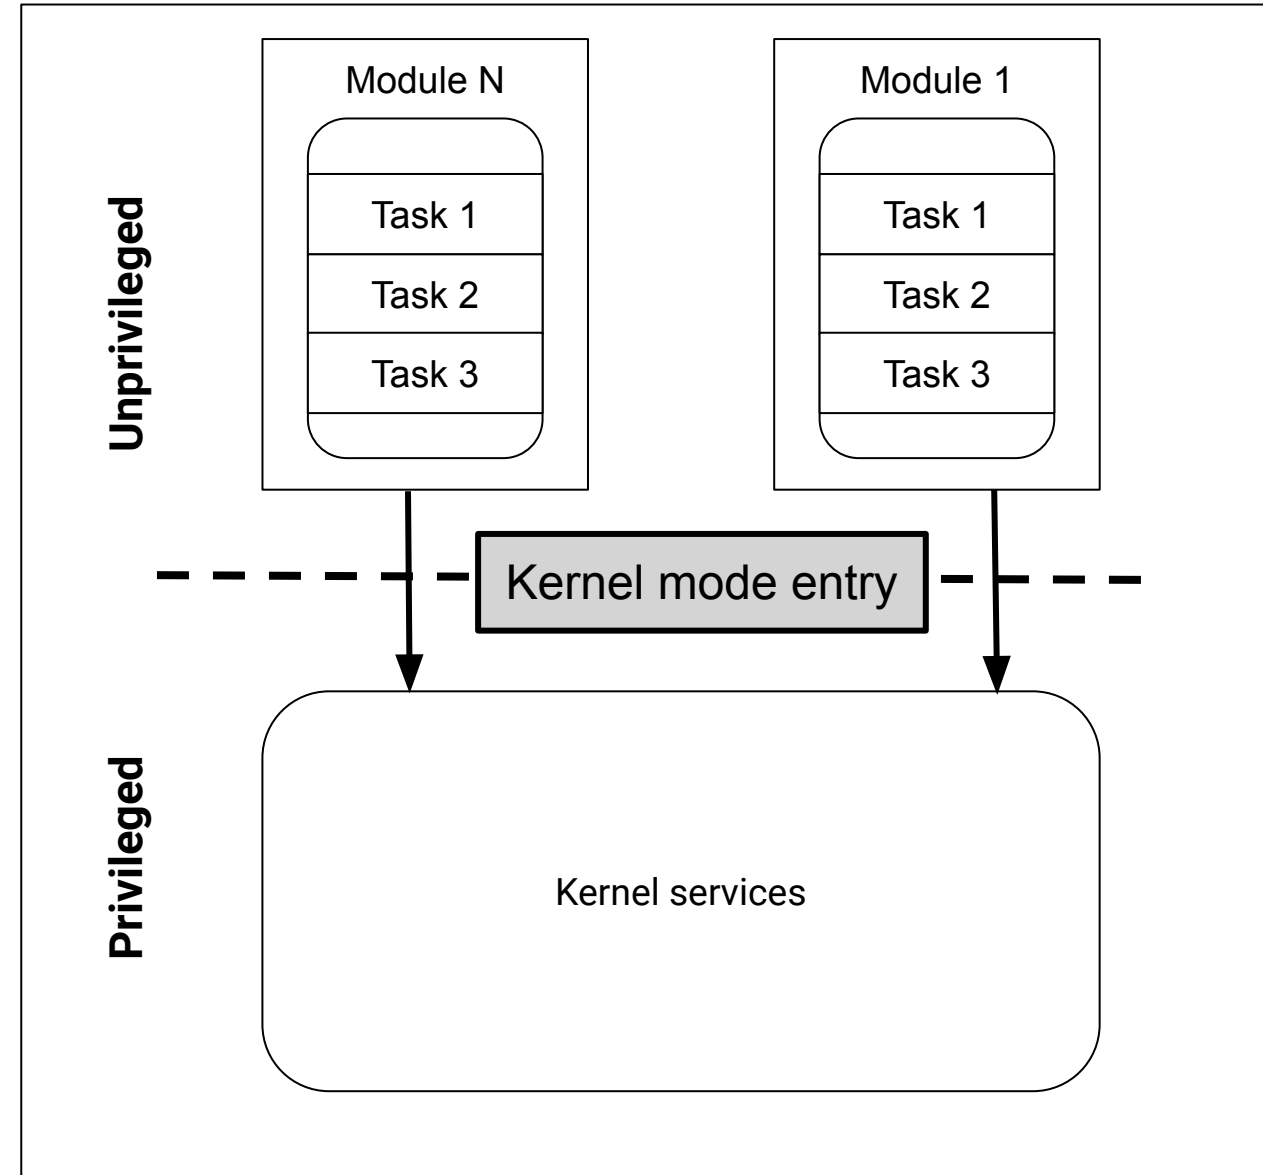 Module N
Task 1
Task 2
Task 3
Module 1
Task 1
Task 2
Task 3
Unprivileged
Kernel mode entry
Privileged
Kernel services